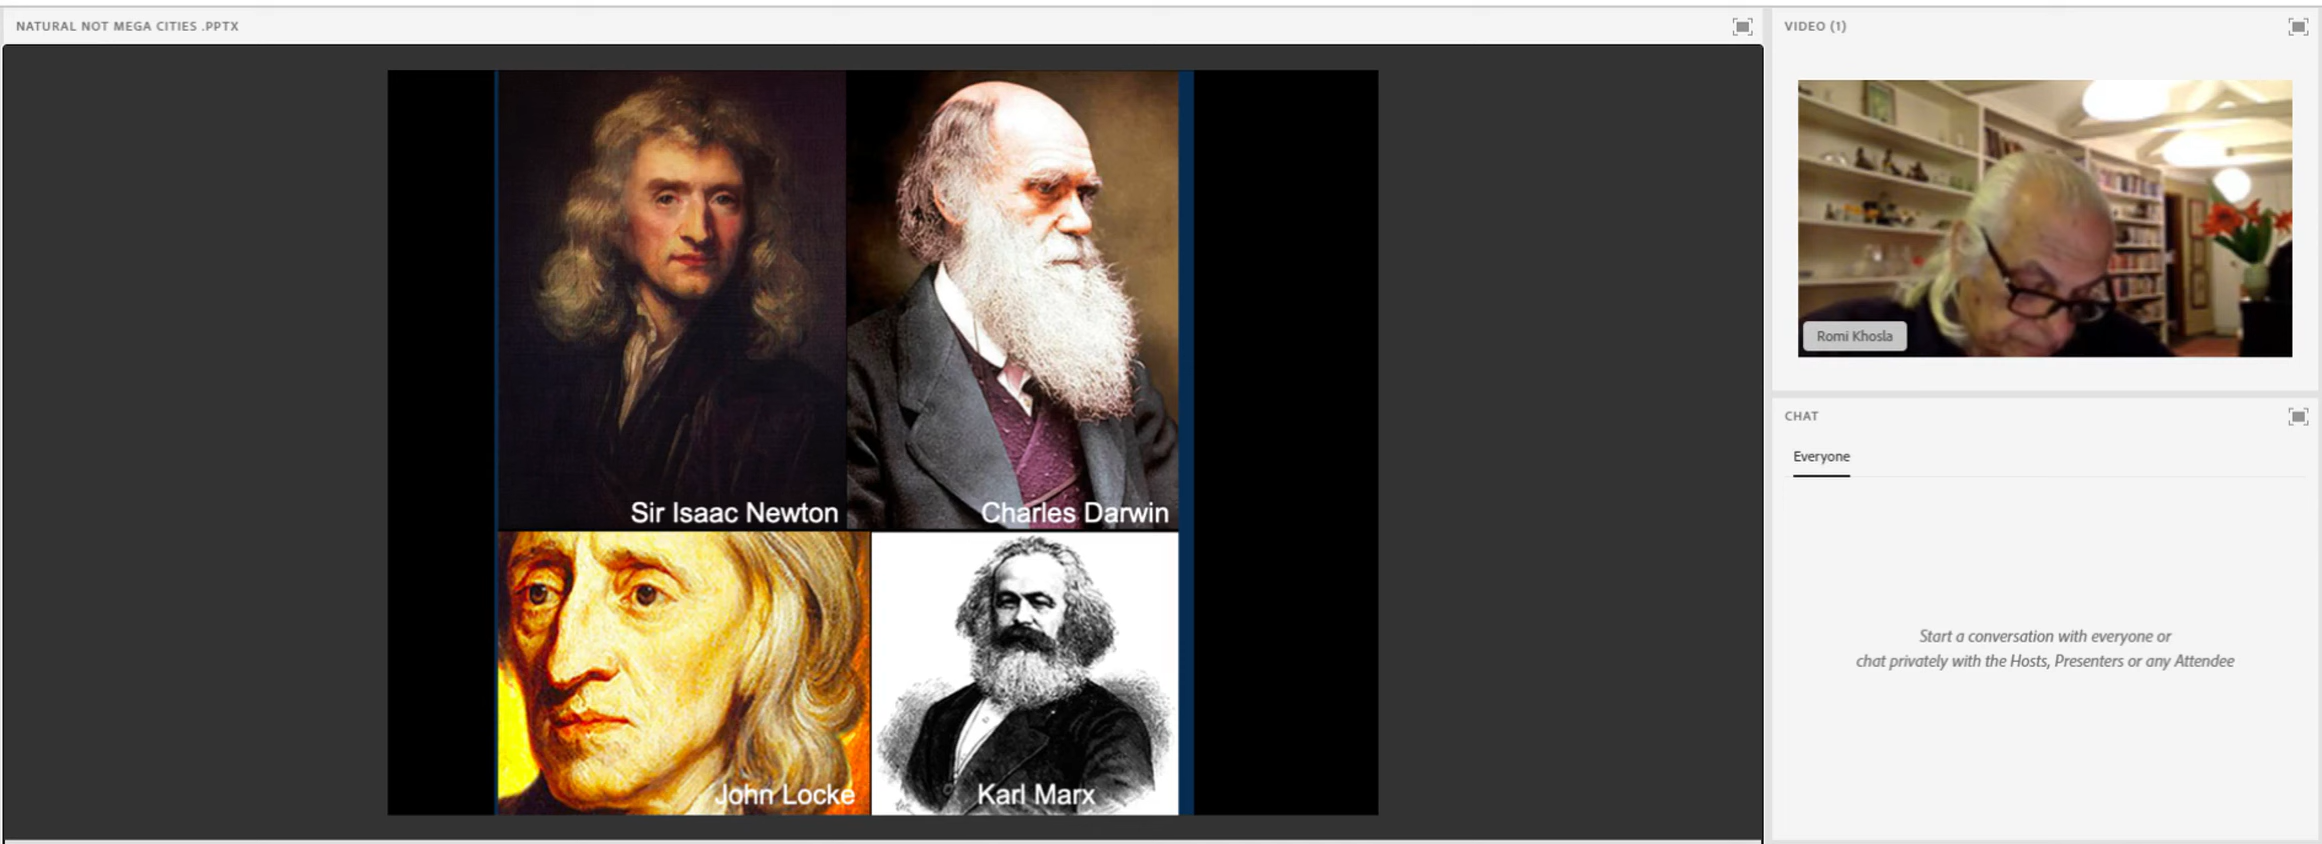 NATURAL NOT MEGA CITIES .PPTX
VIDEO (1)
Sir Isaac Newton
Charles Darwin
John Locke
Karl Marx
Romi Khosla
CHAT
Everyone
Start a conversation with everyone or
chat privately with the Hosts, Presenters or any Attendee